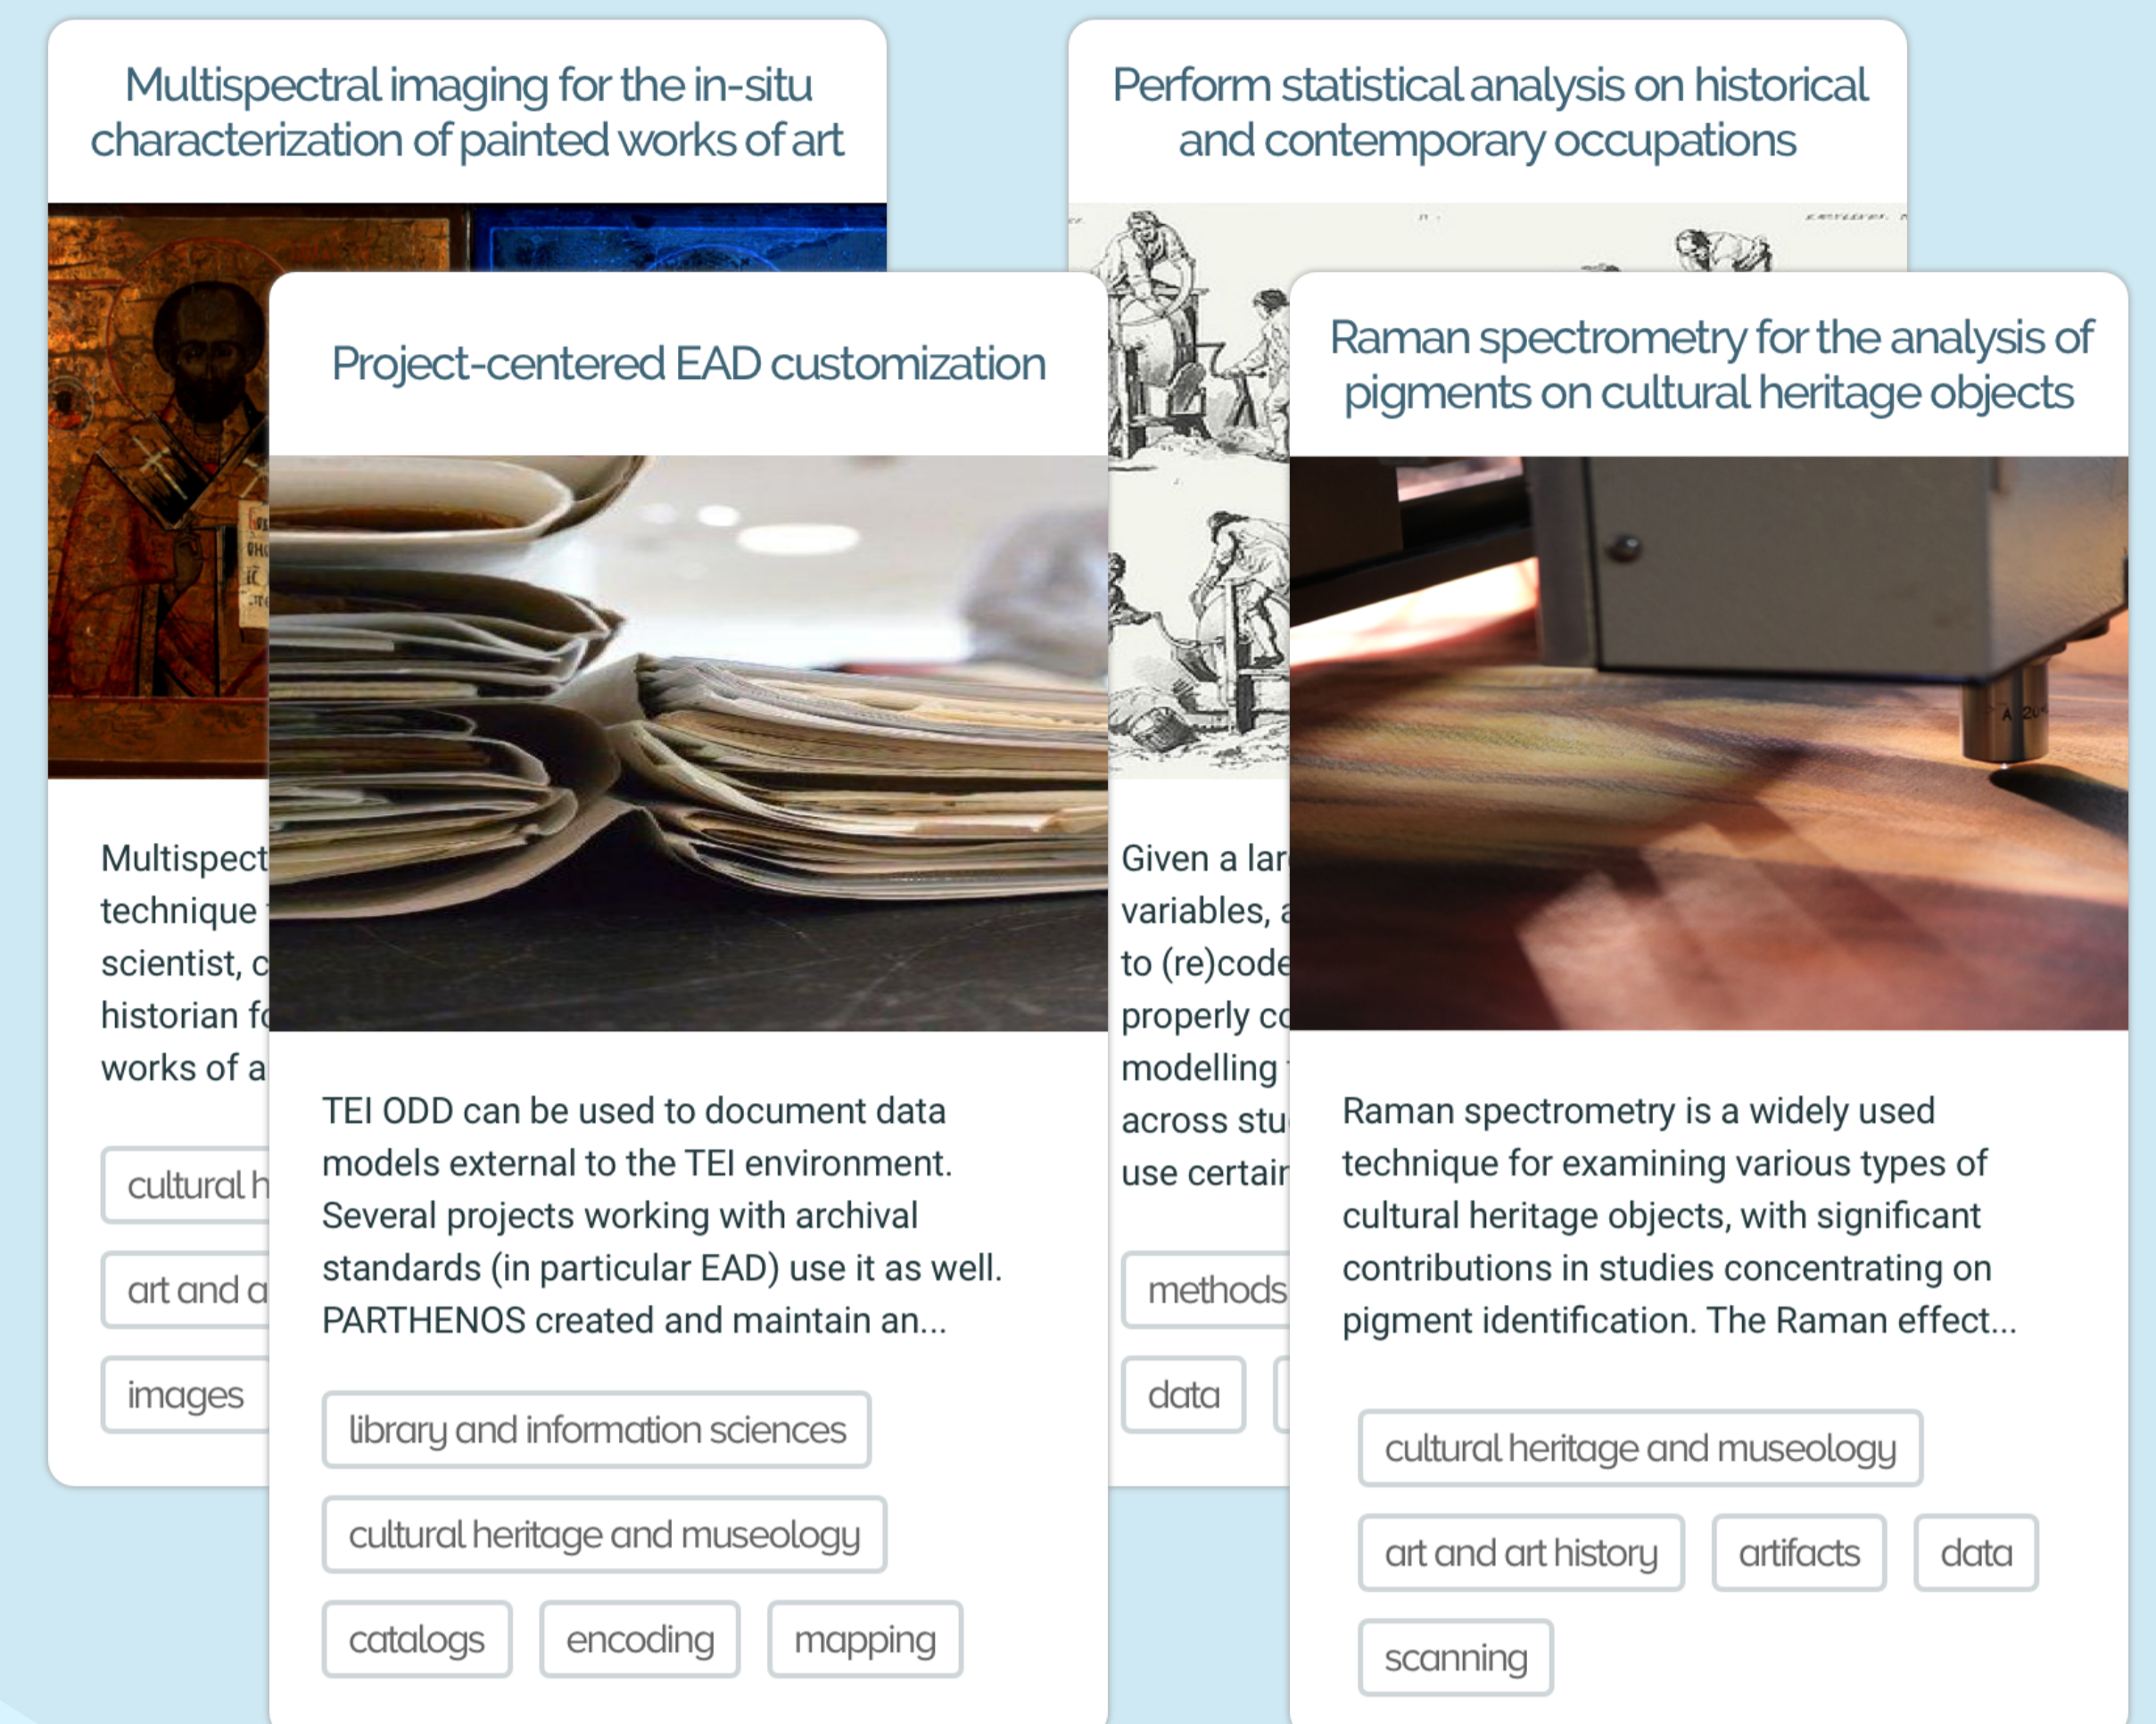 Multispectral imaging for the in-situ
characterization of painted works of art
technique
scientist,
historian
works of
images
Project-centered EAD customization
TEI ODD can be used to document data
models external to the TEI environment.
Several projects working with archival
standards (in particular EAD) use it as well.
PARTHENOS created and maintain an...
library and information sciences
cultural heritage and museology
catalogs
encoding
mapping
Perform statistical analysis on historical
and contemporary occupations
Given a
variables,
to (re)code
properly
modelling
across
use
methods
data
Raman spectrometry for the analysis of
pigments on cultural heritage objects
Raman spectrometry is a widely used
technique for examining various types of
cultural heritage objects, with significant
contributions in studies concentrating on
pigment identification. The Raman effect...
cultural heritage and museology
art and art history
artifacts
data
scanning